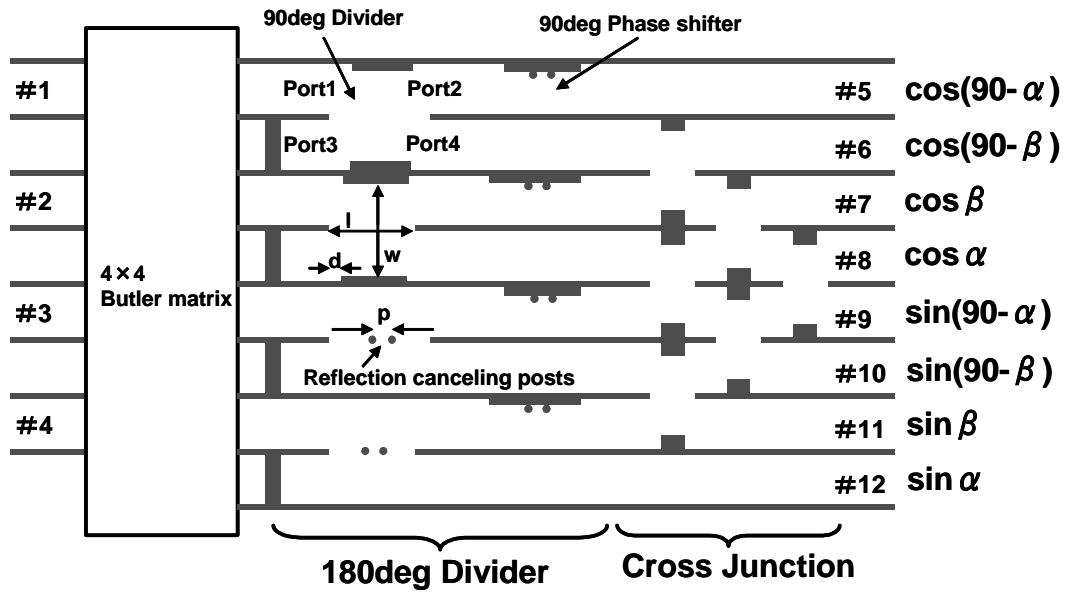 90deg Divider
90deg Phase shifter
#1
Port1
Port2
#5
cos(90-α)
Port3
Port4
#6
cos(90-β)
#2
#7
cos β
l
w
d
#8
cos α
4×4
Butler matrix
#3
p
#9
sin(90-α)
Reflection canceling posts
#10
sin(90-β)
#4
#11
sin β
#12
sin α
180deg Divider
Cross Junction